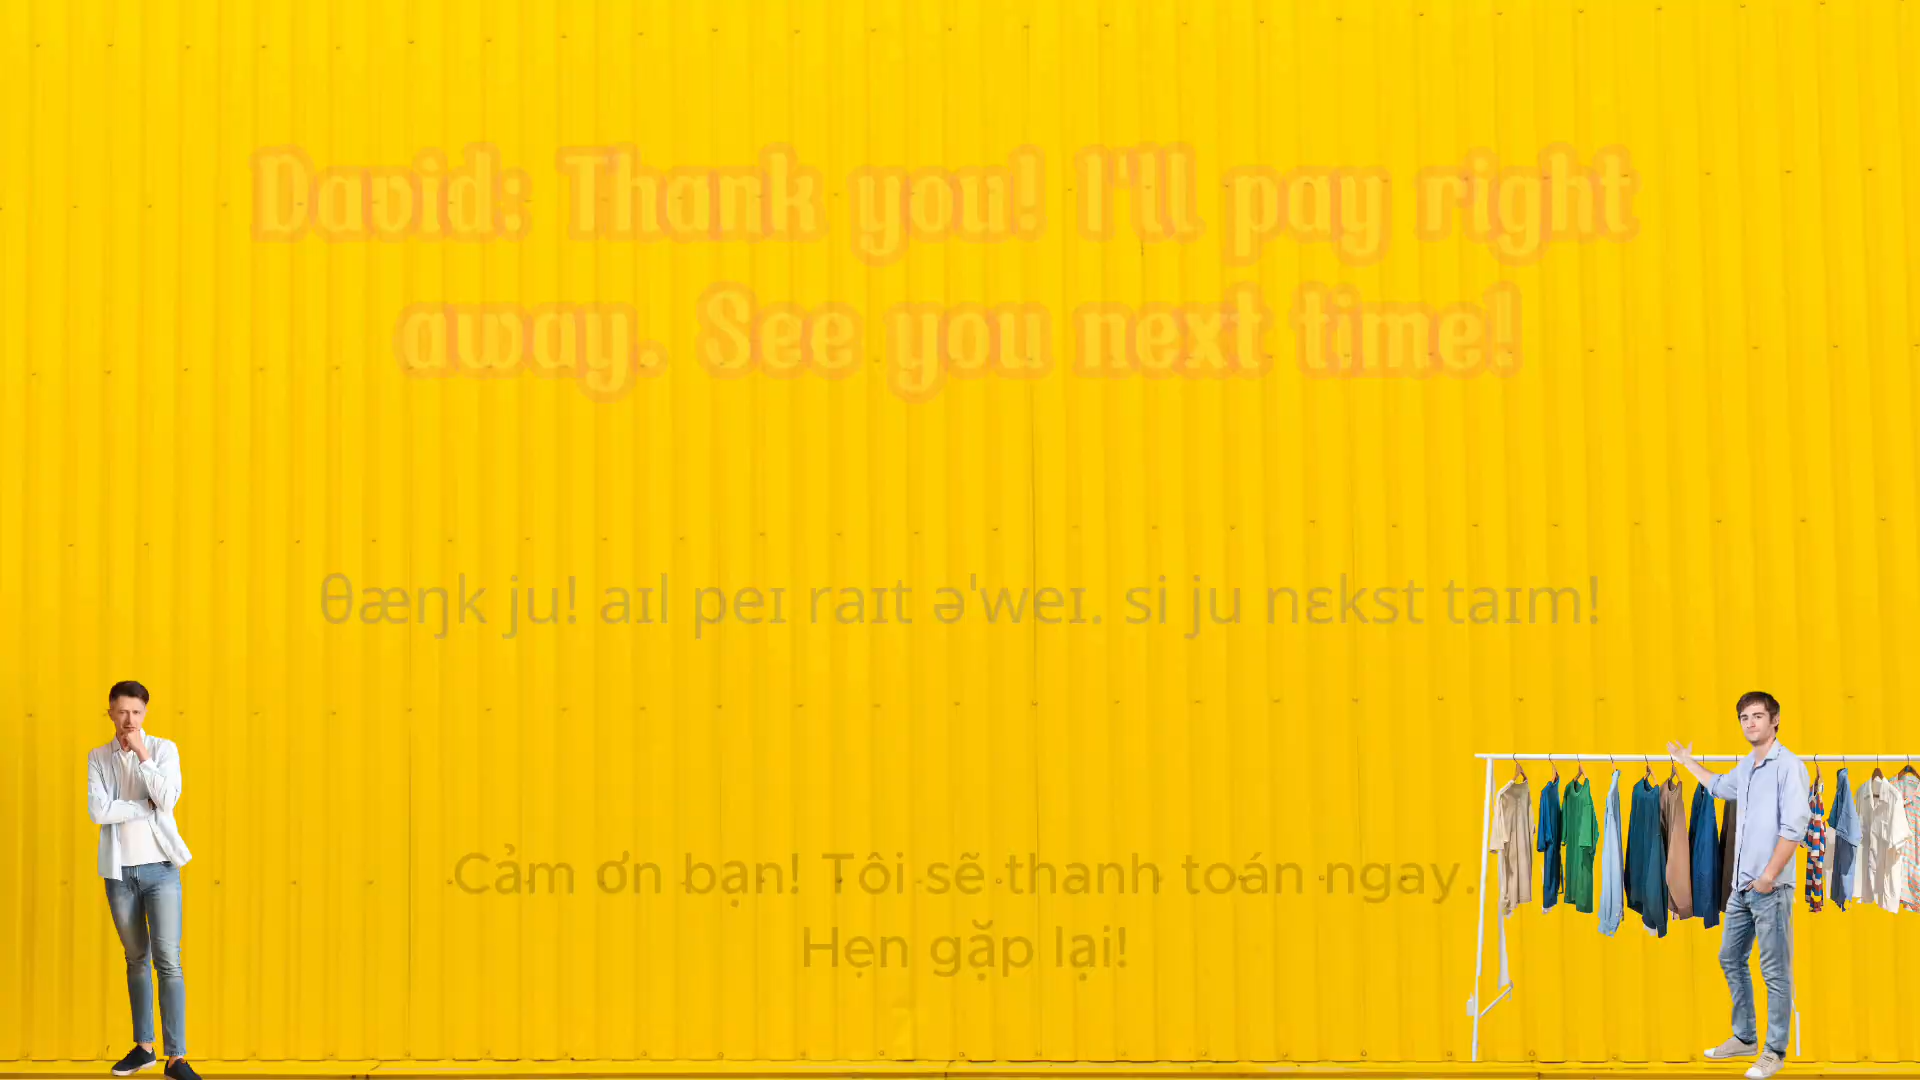 David: Thank you! I'll pay right
away. See you next time!
θæŋk ju! aɪl peɪ raɪt ə'weɪ. si ju nɛkst taɪm!
Cảm ơn bạn! Tôi sẽ thanh toán ngay.
Hẹn gặp lại!